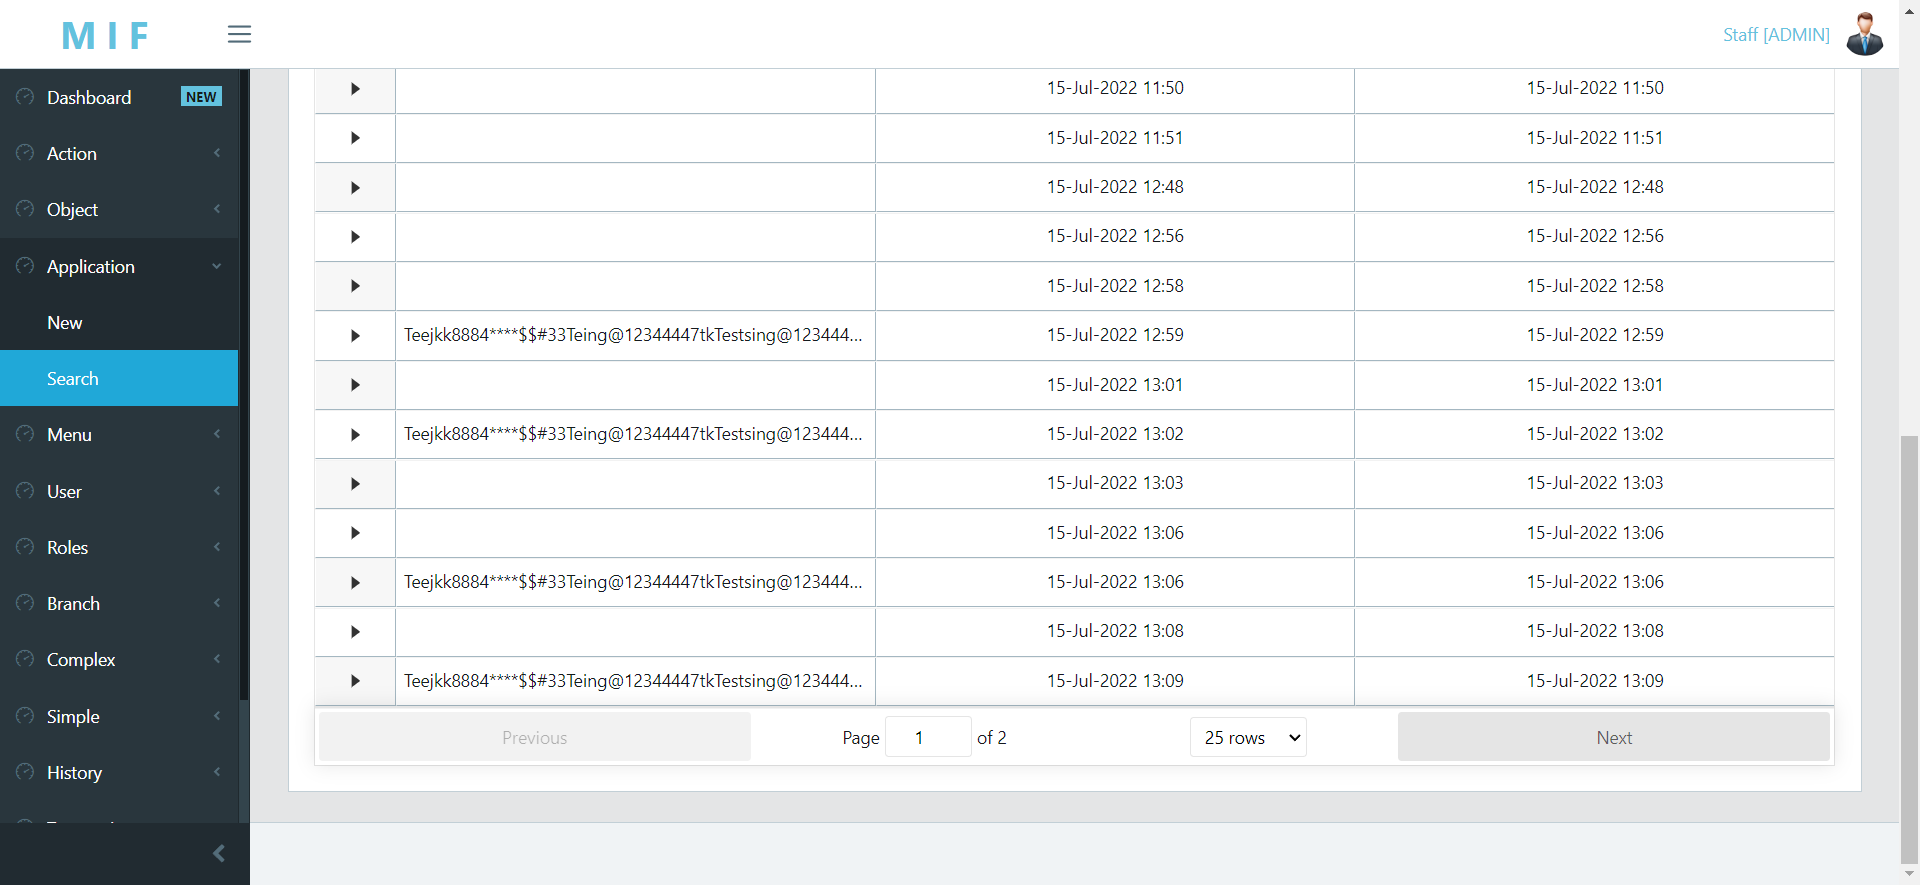 MIF
Staff [ADMIN]
Dashboard NEW
Action
Object
Application
New
Search
Menu
User
Roles
Branch
Complex
Simple
History
15-Jul-2022 11:50 15-Jul-2022 11:50
15-Jul-2022 11:51 15-Jul-2022 11:51
15-Jul-2022 12:48 15-Jul-2022 12:48
15-Jul-2022 12:56 15-Jul-2022 12:56
15-Jul-2022 12:58 15-Jul-2022 12:58
Teejkk8884****$$#33Teing@12344447tkTestsing@123444... 15-Jul-2022 12:59 15-Jul-2022 12:59
15-Jul-2022 13:01 15-Jul-2022 13:01
Teejkk8884****$$#33Teing@12344447tkTestsing@123444... 15-Jul-2022 13:02 15-Jul-2022 13:02
15-Jul-2022 13:03 15-Jul-2022 13:03
15-Jul-2022 13:06 15-Jul-2022 13:06
Teejkk8884****$$#33Teing@12344447tkTestsing@123444... 15-Jul-2022 13:06 15-Jul-2022 13:06
15-Jul-2022 13:08 15-Jul-2022 13:08
Teejkk8884****$$#33Teing@12344447tkTestsing@123444... 15-Jul-2022 13:09 15-Jul-2022 13:09
Previous Page 1 of 2 25 rows Next